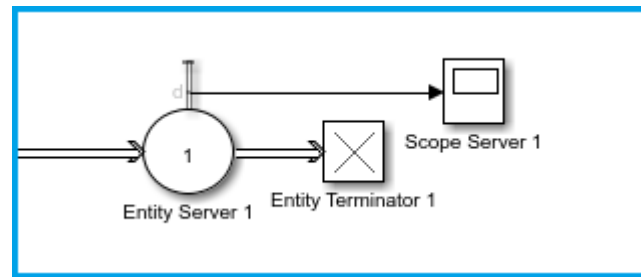 d
Scope Server 1
1
Entity Server 1
Entity Terminator 1